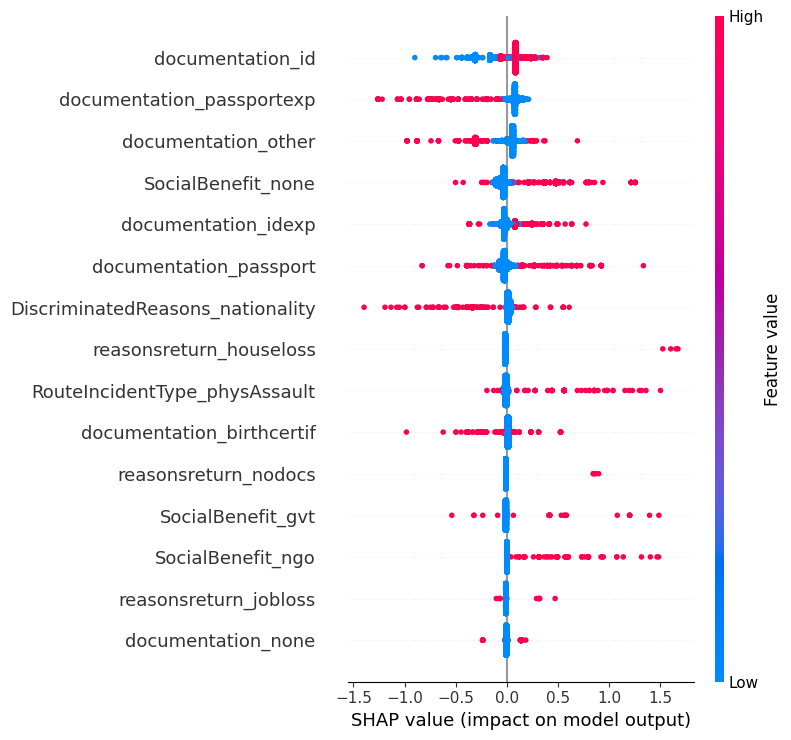 High
documentation_id
documentation_passportexp
documentation_other
SocialBenefit_none
documentation_idexp
documentation_passport
DiscriminatedReasons_nationality
reasonsreturn_houseloss
RouteIncidentType_physAssault
documentation_birthcertif
reasonsreturn_nodocs
SocialBenefit_gvt
SocialBenefit_ngo
reasonsreturn_jobloss
documentation_none
Feature value
Low
−1.5 −1.0 −0.5 0.0 0.5 1.0 1.5
SHAP value (impact on model output)